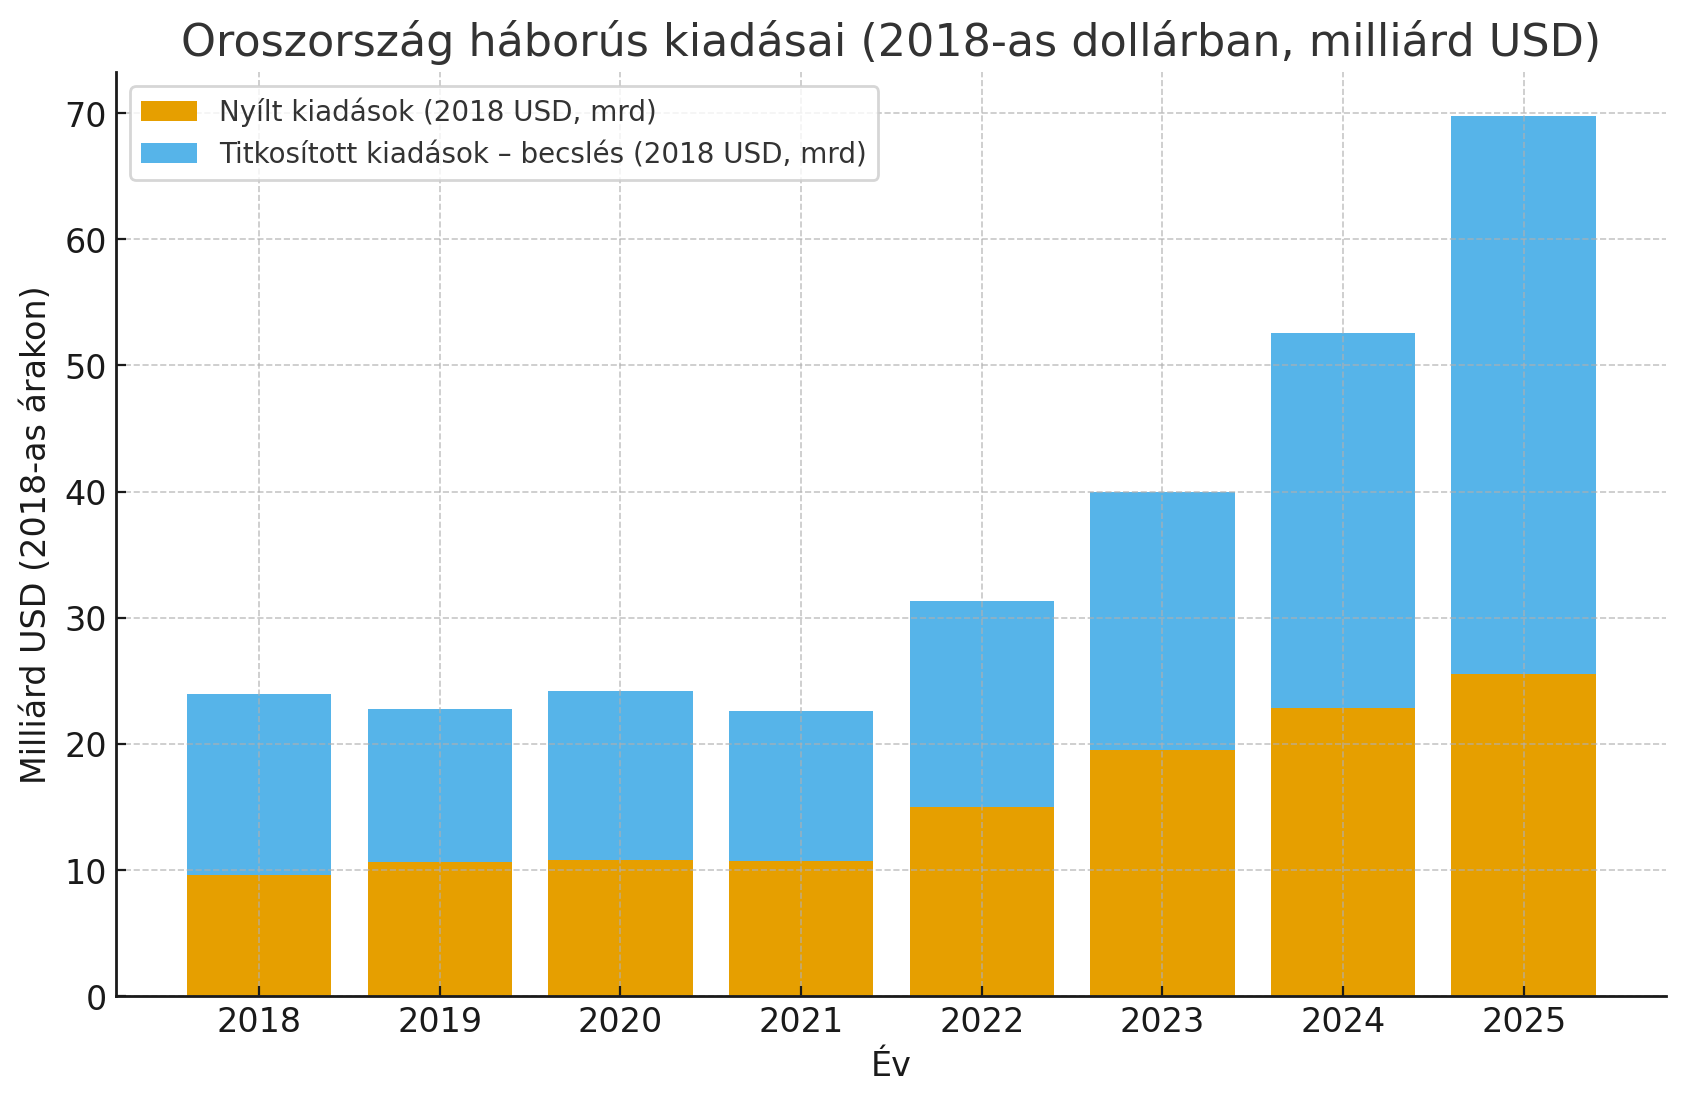 Oroszország háborús kiadásai (2018-as dollárban, milliárd USD)
Nyílt kiadások (2018 USD, mrd)
Titkosított kiadások – becslés (2018 USD, mrd)
Milliárd USD (2018-as árakon)
70
60
50
40
30
20
10
0
2018 2019 2020 2021 2022 2023 2024 2025
Év